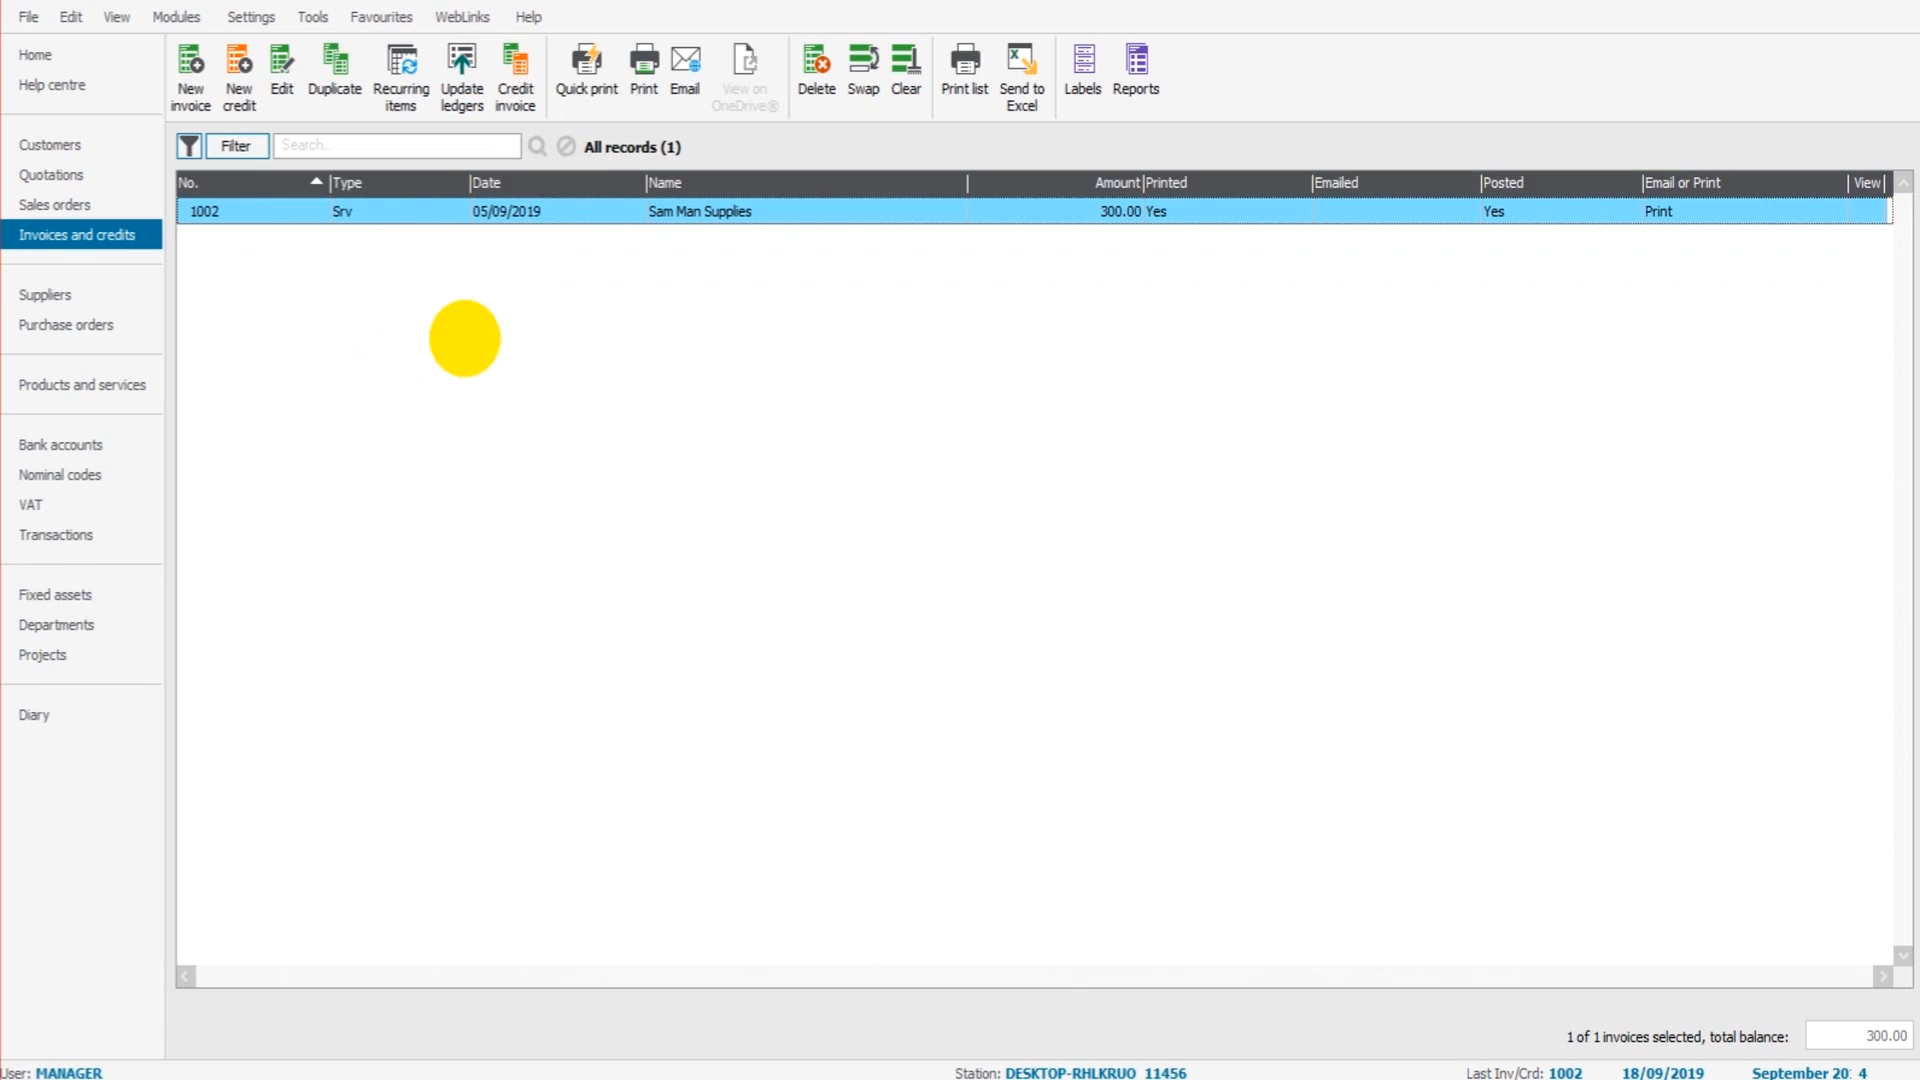 File Edit View Modules Settings Tools Favourites WebLinks Help
Home
Help centre
Customers
Quotations
Sales orders
Invoices and credits
Suppliers
Purchase orders
Products and services
Bank accounts
Nominal codes
VAT
Transactions
Fixed assets
Departments
Projects
Diary
New invoice
New credit
Edit
Duplicate
Recurring items
Update ledgers
Credit invoice
Quick print
Print
Email
View on OneDrive®
Delete
Swap
Clear
Print list
Send to Excel
Labels
Reports
Filter Search... All records (1)
No. Type Date Name Amount Printed Emailed Posted Email or Print View
1002 Srv 05/09/2019 Sam Man Supplies 300.00 Yes Yes Print
1 of 1 invoices selected, total balance: 300.00
User: MANAGER Station: DESKTOP-RHLKRUO 11456 Last Inv/Crd: 1002 18/09/2019 September